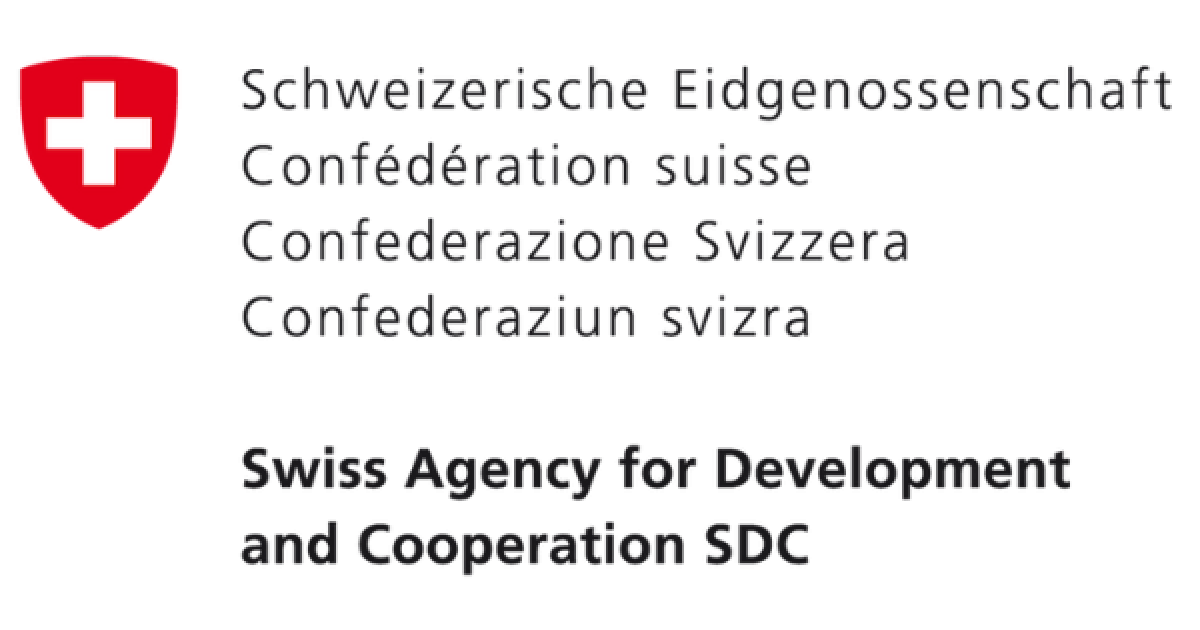 Schweizerische Eidgenossenschaft
Confédération suisse
Confederazione Svizzera
Confederaziun svizra
Swiss Agency for Development
and Cooperation SDC